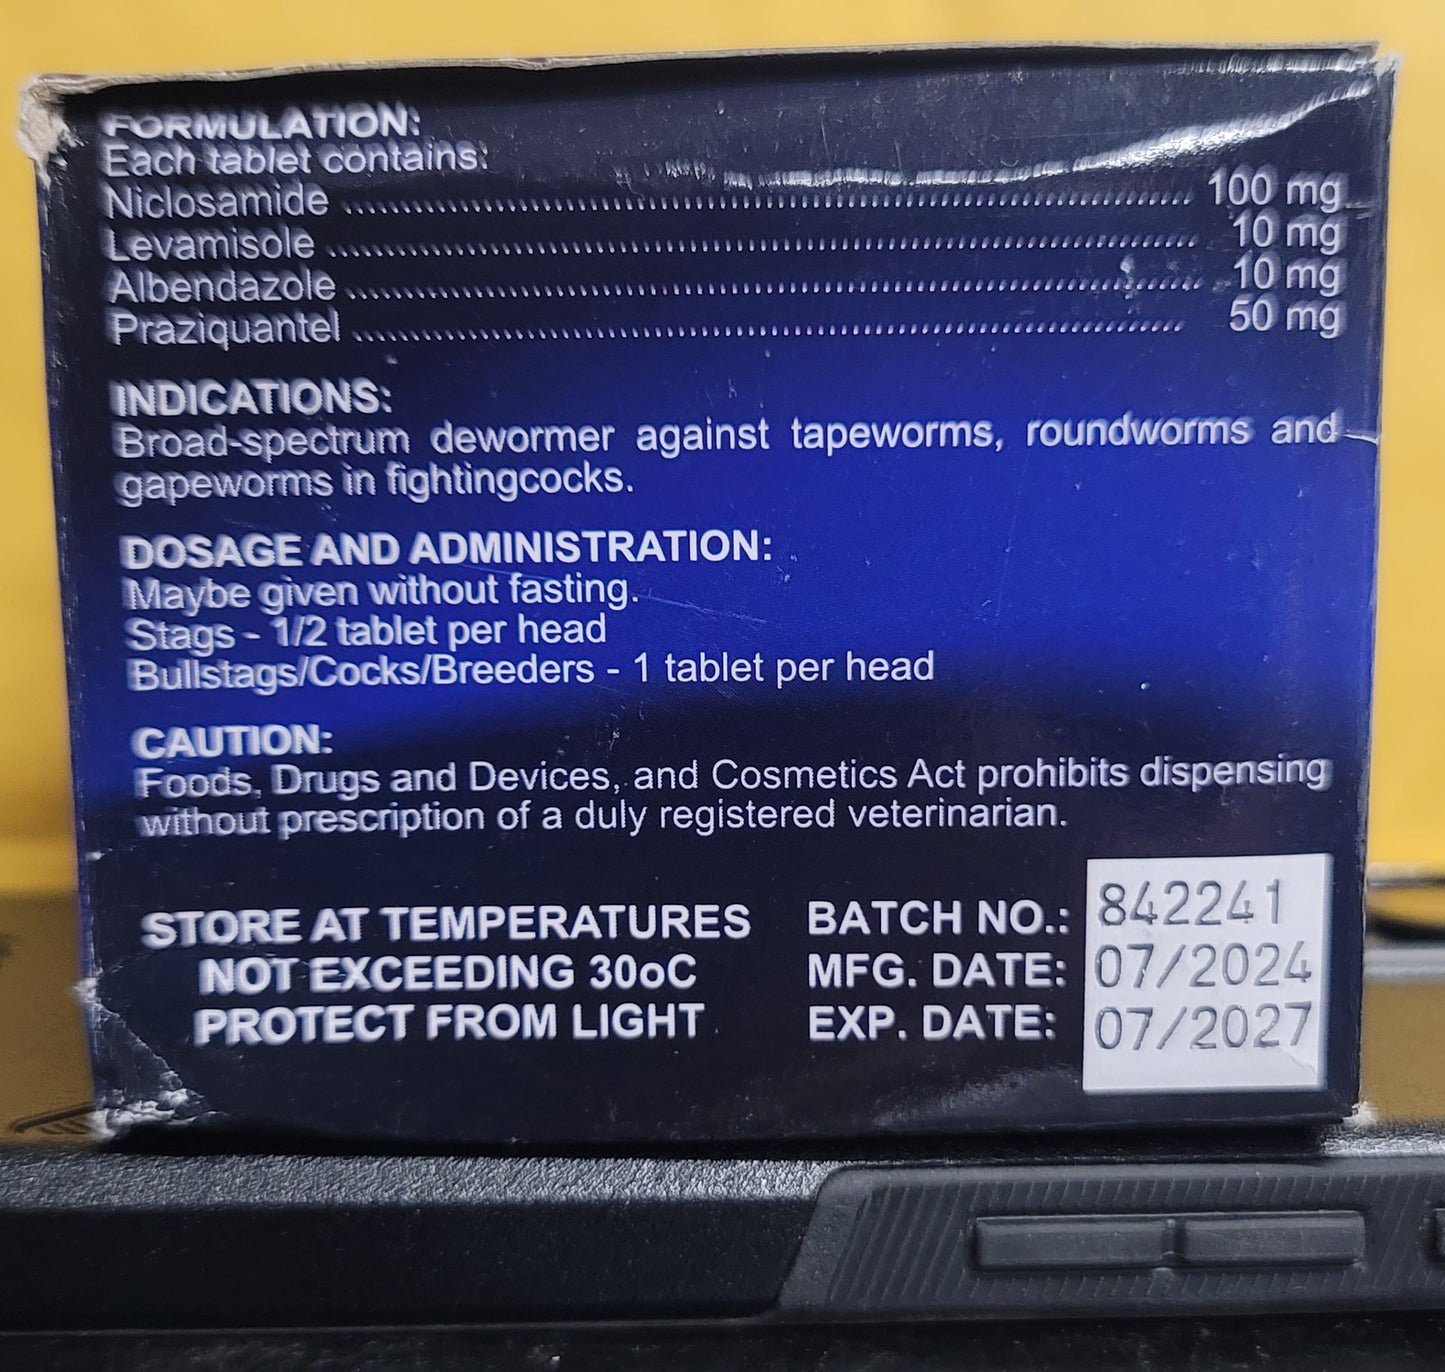 FORMULATION:
Each tablet contains:
Niclosamide ........................................................ 100 mg
Levamisole ........................................................ 10 mg
Albendazole ........................................................ 10 mg
Praziquantel ........................................................ 50 mg
INDICATIONS:
Broad-spectrum dewormer against tapeworms, roundworms and
gapeworms in fightingcocks.
DOSAGE AND ADMINISTRATION:
Maybe given without fasting.
Stags - 1/2 tablet per head
Bullstags/Cocks/Breeders - 1 tablet per head
CAUTION:
Foods, Drugs and Devices, and Cosmetics Act prohibits dispensing
without prescription of a duly registered veterinarian.
STORE AT TEMPERATURES
NOT EXCEEDING 30oC
PROTECT FROM LIGHT
BATCH NO.: 842241
MFG. DATE: 07/2024
EXP. DATE: 07/2027